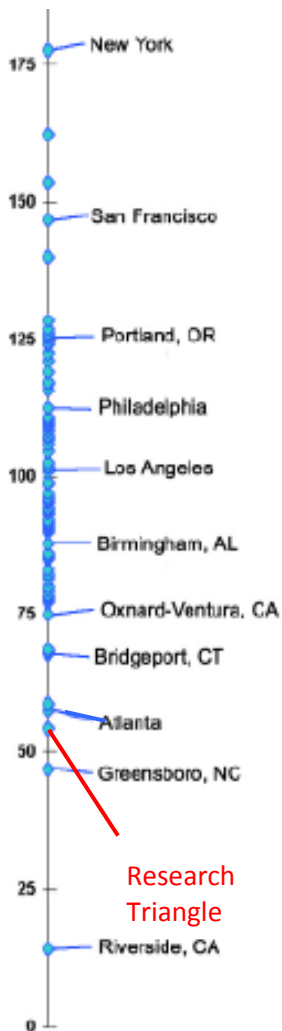 New York
175
150
San Francisco
125
Portland, OR
Philadelphia
Los Angeles
100
Birmingham, AL
75
Oxnard-Ventura, CA
Bridgeport, CT
Atlanta
50
Greensboro, NC
Research
Triangle
25
Riverside, CA
0